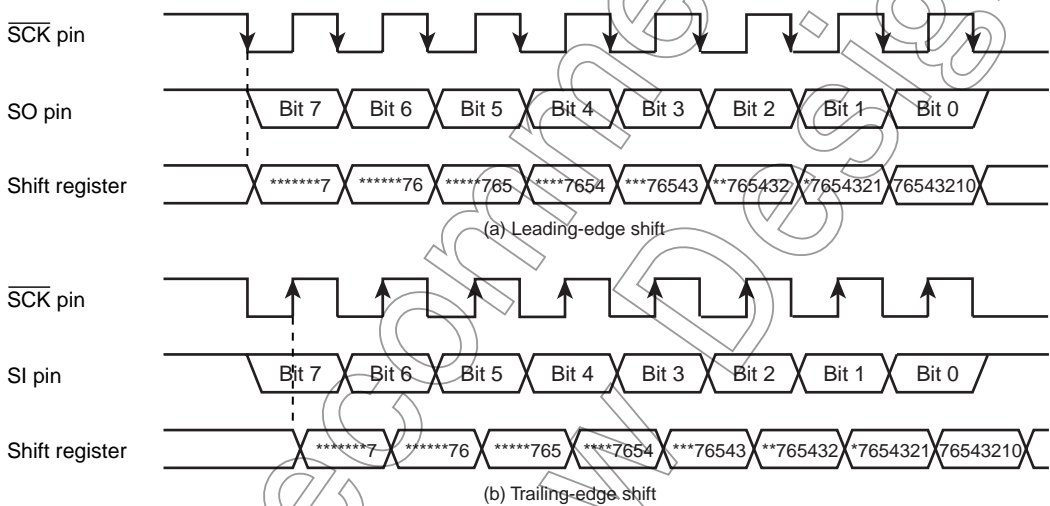 SCK pin
SO pin Bit 7 Bit 6 Bit 5 Bit 4 Bit 3 Bit 2 Bit 1 Bit 0
Shift register *******7 ******76 *****765 ****7654 ***76543 **765432 *7654321 76543210
(a) Leading-edge shift
SCK pin
SI pin Bit 7 Bit 6 Bit 5 Bit 4 Bit 3 Bit 2 Bit 1 Bit 0
Shift register *******7 ******76 *****765 ****7654 ***76543 **765432 *7654321 76543210
(b) Trailing-edge shift